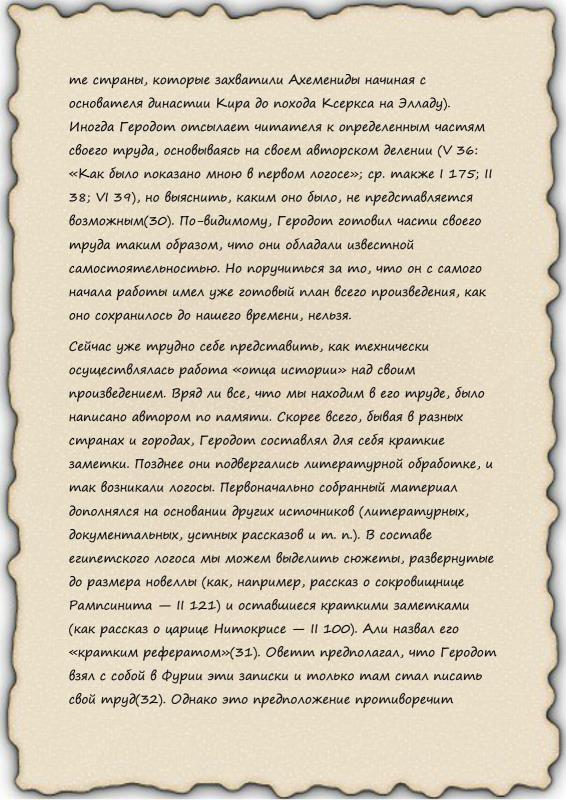 те страны, которые захватили Ахемениды начиная с
основателя династии Кира до похода Ксеркса на Элладу).
Иногда Геродот отсылает читателя к определенным частям
своего труда, основываясь на своем авторском делении (V 36:
«Как было показано мною в первом логосе»; ср. также I 175; II
38; VI 39), но выяснить, каким оно было, не представляется
возможным(30). По-видимому, Геродот готовил части своего
труда таким образом, что они обладали известной
самостоятельностью. Но поручиться за то, что он с самого
начала работы имел уже готовый план всего произведения, как
оно сохранилось до нашего времени, нельзя.
Сейчас уже трудно себе представить, как технически
осуществлялась работа «отца истории» над своим
произведением. Вряд ли все, что мы находим в его труде, было
написано автором по памяти. Скорее всего, бывая в разных
странах и городах, Геродот составлял для себя краткие
заметки. Позднее они подвергались литературной обработке, и
так возникали логосы. Первоначально собранный материал
дополнялся на основании других источников (литературных,
документальных, устных рассказов и т. п.). В составе
египетского логоса мы можем выделить сюжеты, развернутые
до размера новеллы (как, например, рассказ о сокровищнице
Рампсинита — II 121) и оставшиеся краткими заметками
(как рассказ о царице Нитокрисе — II 100). Али назвал его
«кратким рефератом»(31). Оветт предполагал, что Геродот
взял с собой в Фурии эти записки и только там стал писать
свой труд(32). Однако это предположение противоречит